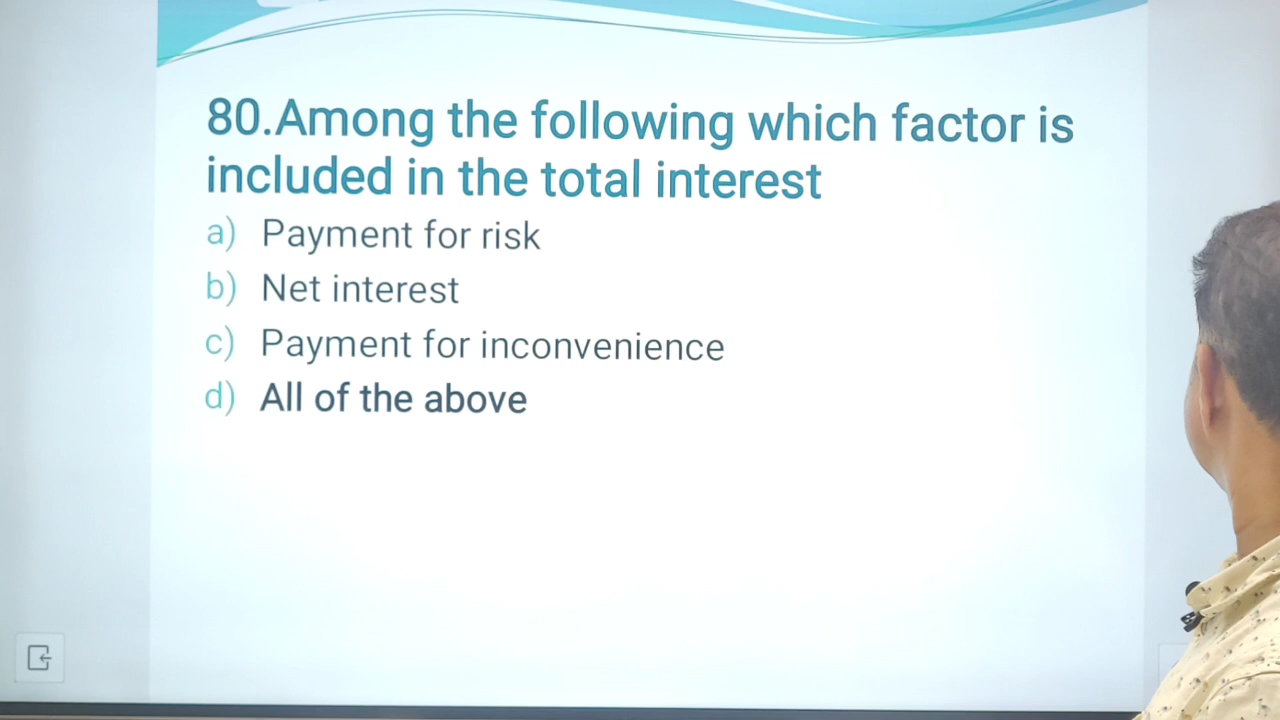 80.Among the following which factor is
included in the total interest
a) Payment for risk
b) Net interest
c) Payment for inconvenience
d) All of the above